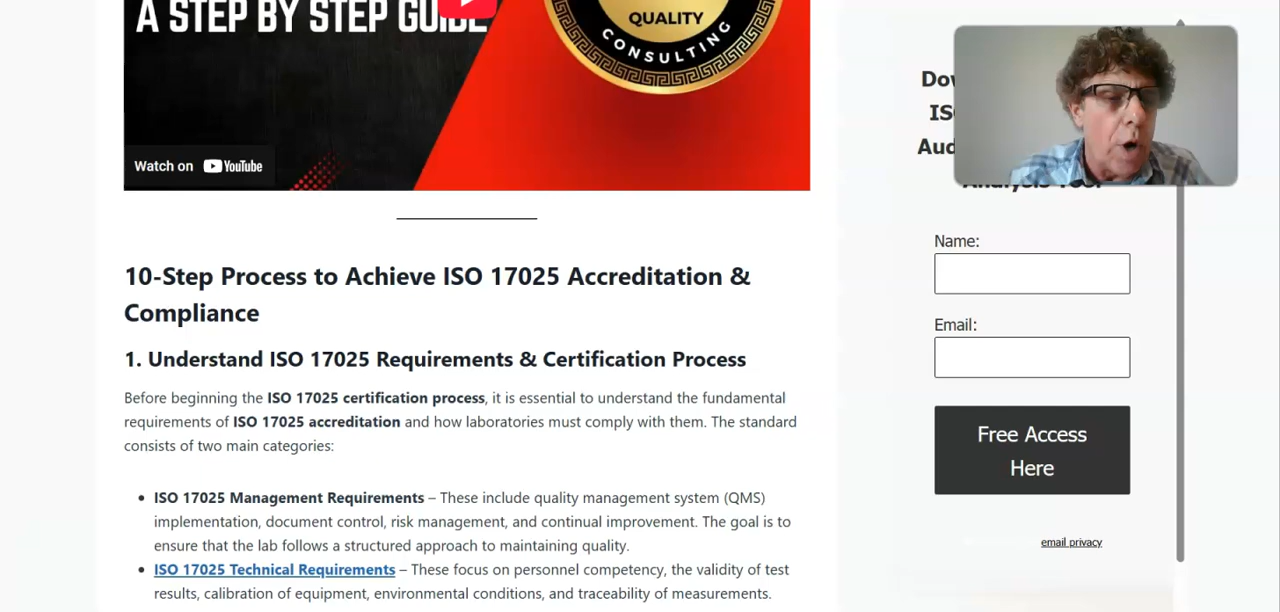 A STEP BY STEP GUIDE
QUALITY
CONSULTING
Watch on YouTube
10-Step Process to Achieve ISO 17025 Accreditation &
Compliance
1. Understand ISO 17025 Requirements & Certification Process
Before beginning the ISO 17025 certification process, it is essential to understand the fundamental
requirements of ISO 17025 accreditation and how laboratories must comply with them. The standard
consists of two main categories:
• ISO 17025 Management Requirements – These include quality management system (QMS)
implementation, document control, risk management, and continual improvement. The goal is to
ensure that the lab follows a structured approach to maintaining quality.
• ISO 17025 Technical Requirements – These focus on personnel competency, the validity of test
results, calibration of equipment, environmental conditions, and traceability of measurements.
Tool
Name:
Email:
Free Access
Here
email privacy